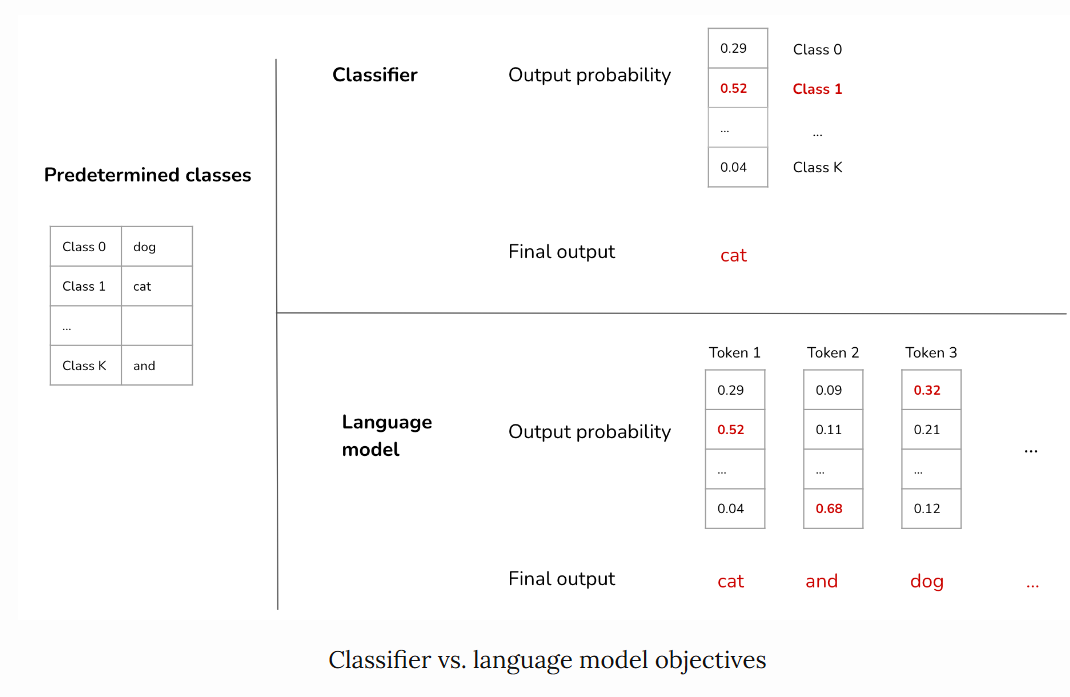 Predetermined classes
Class 0 dog
Class 1 cat
...
Class K and
Classifier
Output probability
0.29 Class 0
0.52 Class 1
... ...
0.04 Class K
Final output cat
Language
model
Output probability
Token 1 Token 2 Token 3
0.29 0.09 0.32
0.52 0.11 0.21 ...
... ... ...
0.04 0.68 0.12
Final output cat and dog ...
Classifier vs. language model objectives